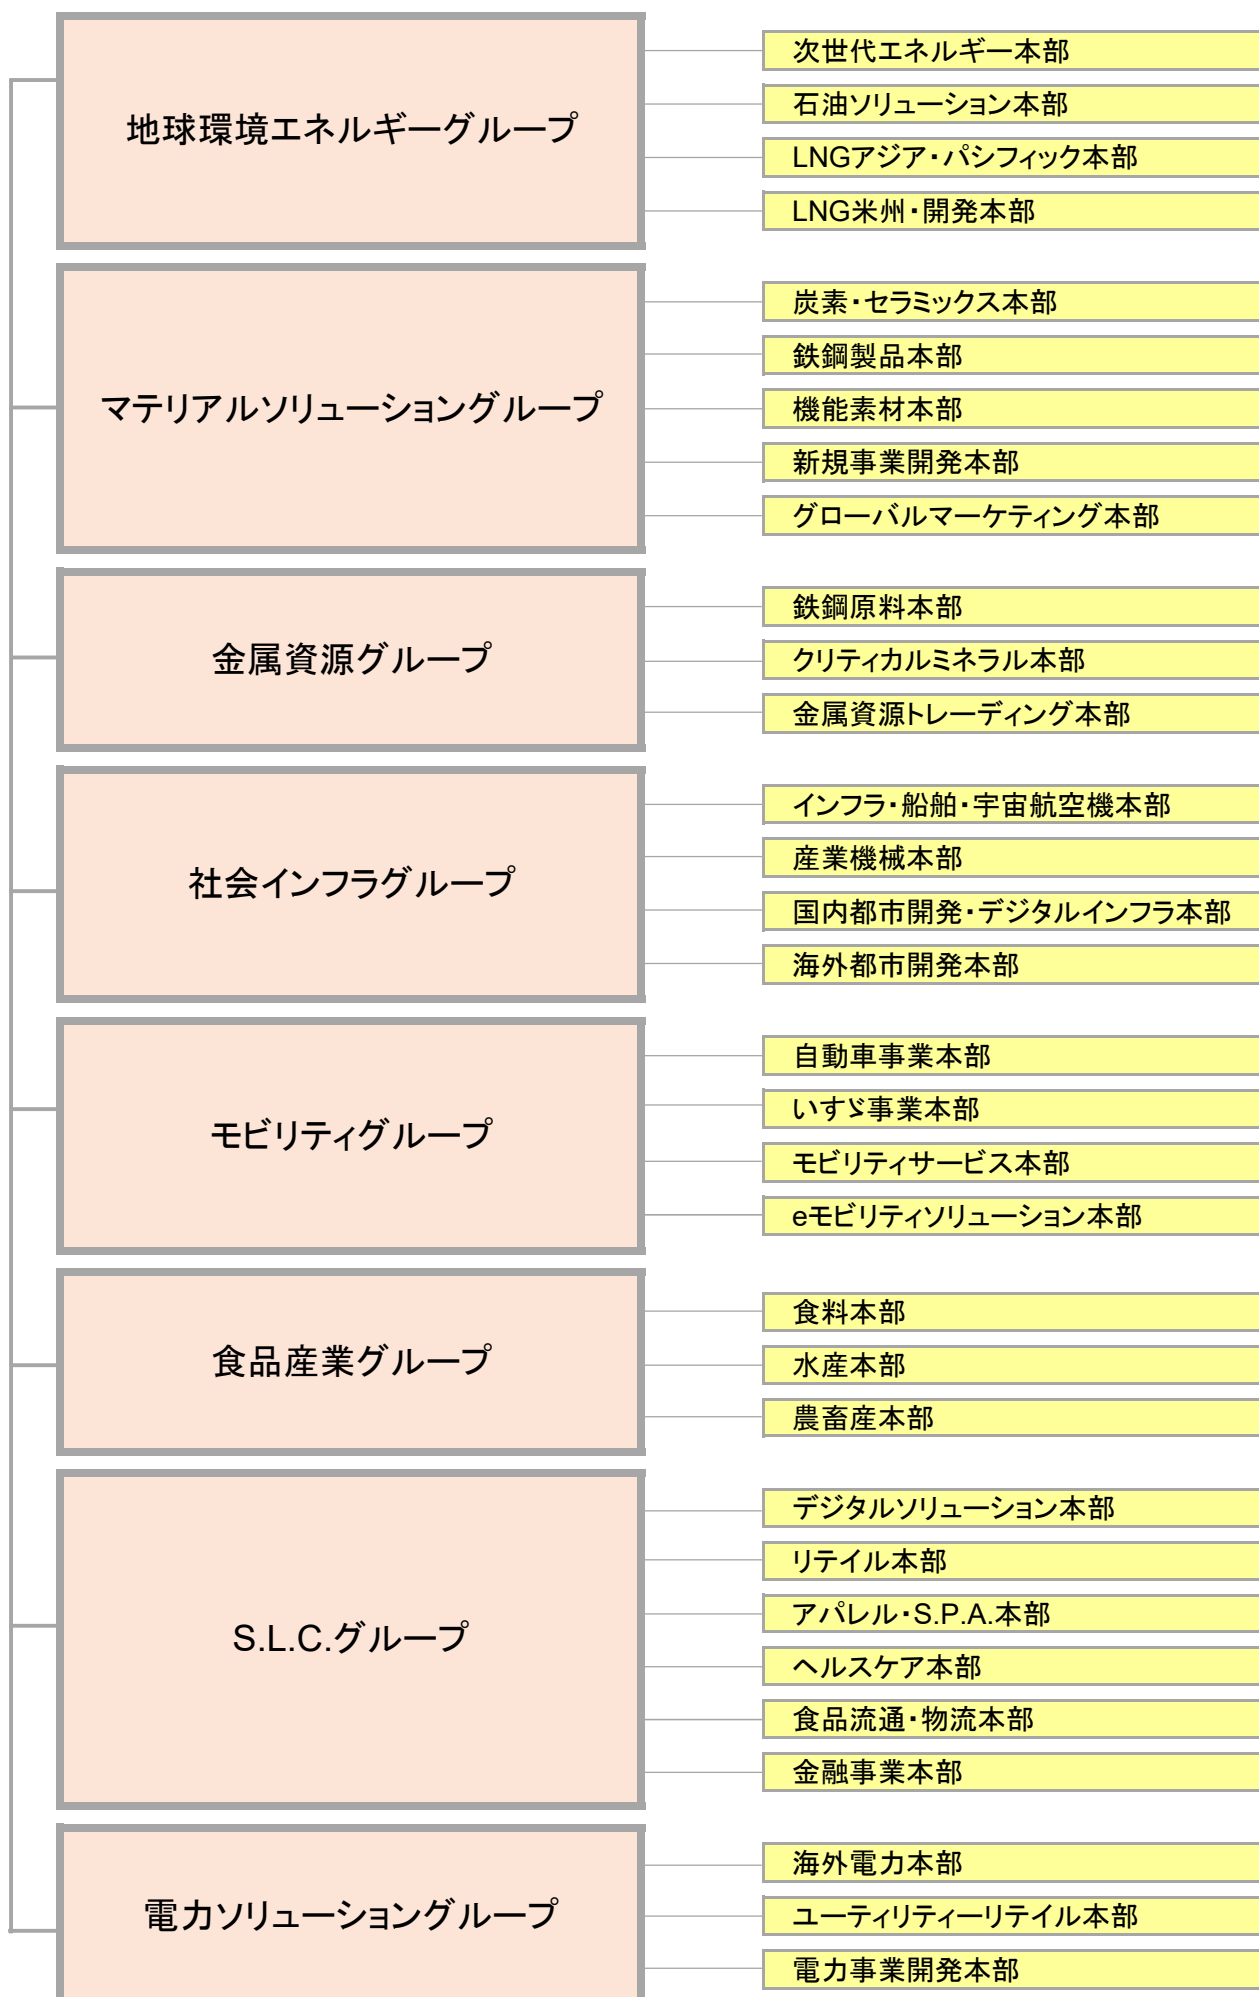 地球環境エネルギーグループ
次世代エネルギー本部
石油ソリューション本部
LNGアジア・パシフィック本部
LNG米州・開発本部
マテリアルソリューショングループ
炭素・セラミックス本部
鉄鋼製品本部
機能素材本部
新規事業開発本部
グローバルマーケティング本部
金属資源グループ
鉄鋼原料本部
クリティカルミネラル本部
金属資源トレーディング本部
社会インフラグループ
インフラ・船舶・宇宙航空機本部
産業機械本部
国内都市開発・デジタルインフラ本部
海外都市開発本部
モビリティグループ
自動車事業本部
いすゞ事業本部
モビリティサービス本部
eモビリティソリューション本部
食品産業グループ
食料本部
水産本部
農畜産本部
S.L.C.グループ
デジタルソリューション本部
リテイル本部
アパレル・S.P.A.本部
ヘルスケア本部
食品流通・物流本部
金融事業本部
電力ソリューショングループ
海外電力本部
ユーティリティーリテイル本部
電力事業開発本部